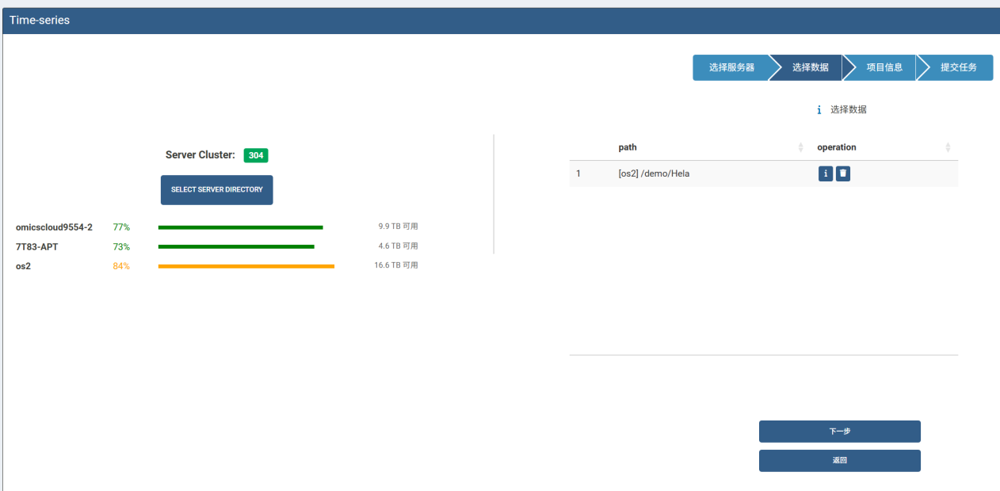 Time-series
选择服务器 选择数据 项目信息 提交任务
i 选择数据
Server Cluster: 304
SELECT SERVER DIRECTORY
omicscloud9554-2 77% 9.9 TB 可用
7T83-APT 73% 4.6 TB 可用
os2 84% 16.6 TB 可用
path operation
1 [os2] /demo/Hela i
下一步
返回